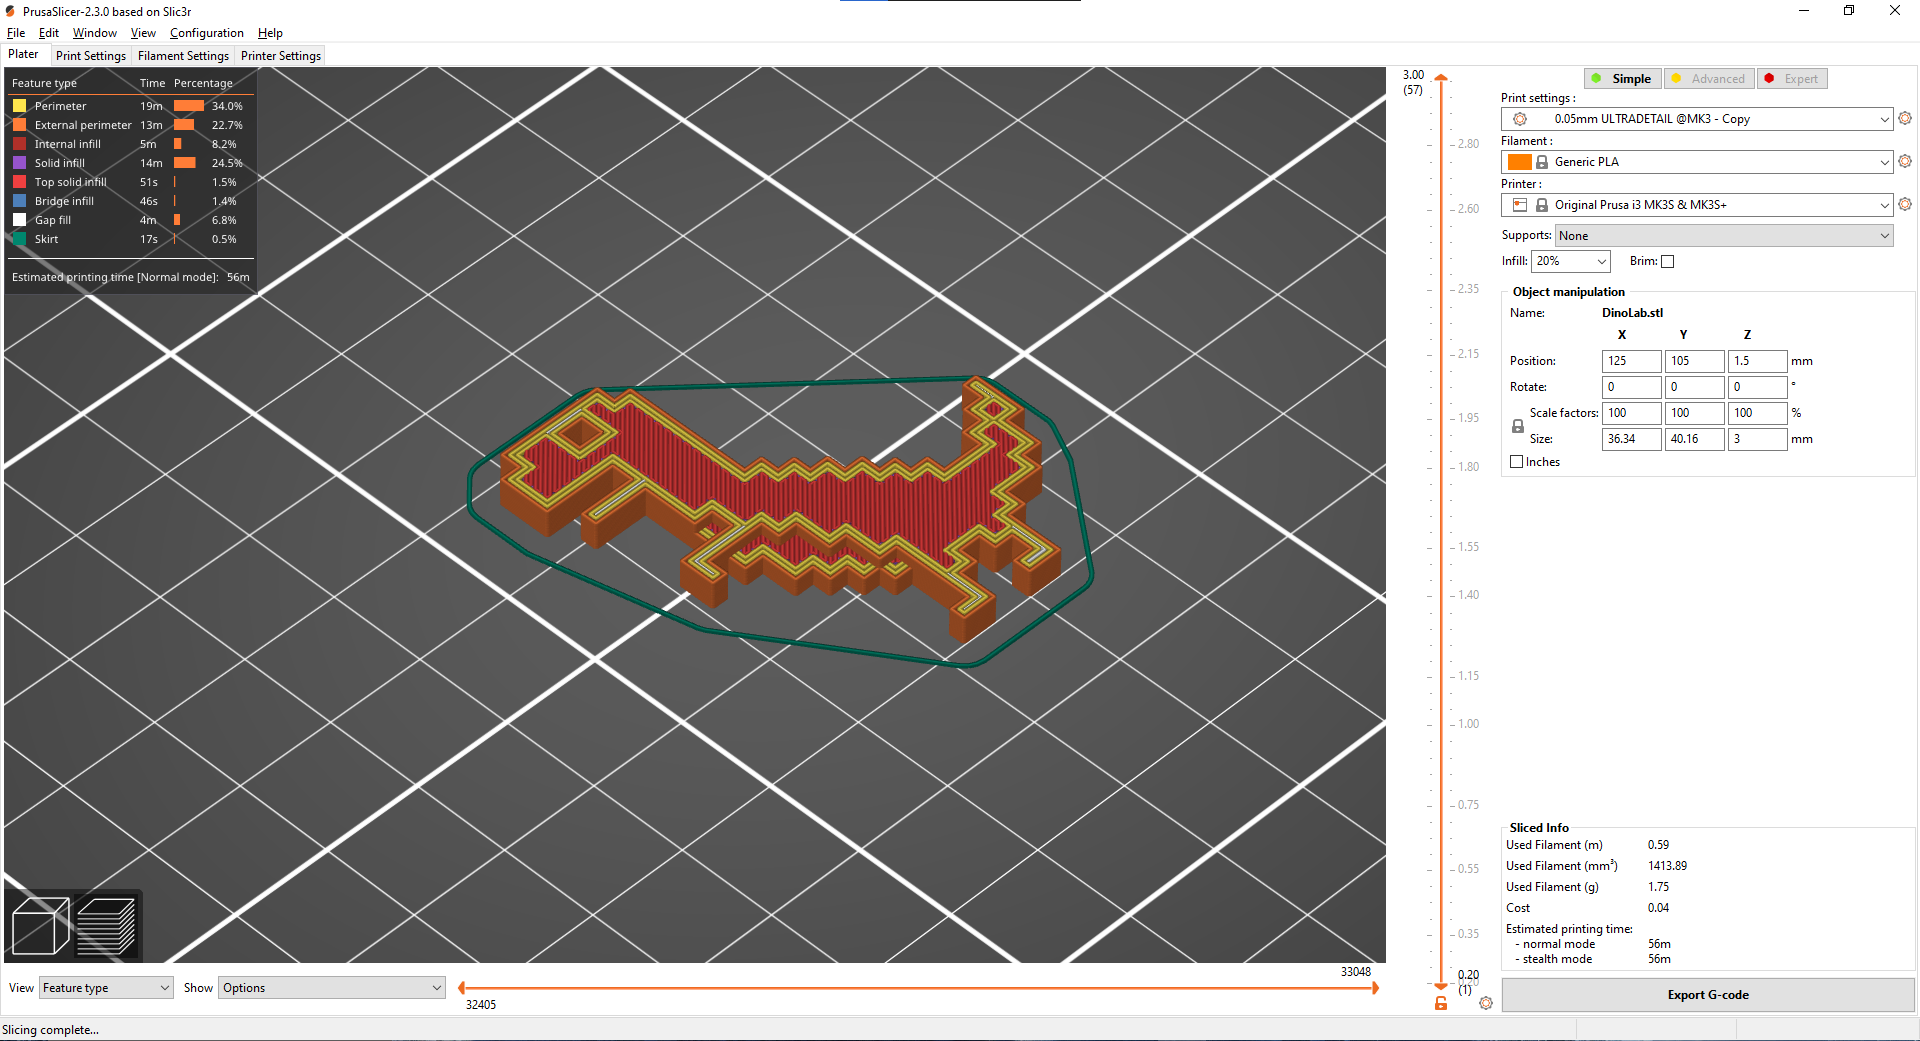 PrusaSlicer-2.3.0 based on Slic3r
File Edit Window View Configuration Help
Plater Print Settings Filament Settings Printer Settings
Feature type Time Percentage
Perimeter 19m 34.0%
External perimeter 13m 22.7%
Internal infill 5m 8.2%
Solid infill 14m 24.5%
Top solid infill 51s 1.5%
Bridge infill 46s 1.4%
Gap fill 4m 6.8%
Skirt 17s 0.5%
Estimated printing time [Normal mode]: 56m
3.00
(57)
2.80
2.60
2.35
2.15
1.95
1.80
1.55
1.40
1.15
1.00
0.75
0.55
0.35
0.20
0.20
(1)
Simple Advanced Expert
Print settings :
0.05mm ULTRADETAIL @MK3 - Copy
Filament :
Generic PLA
Printer :
Original Prusa i3 MK3S & MK3S+
Supports: None
Infill: 20% Brim:
Object manipulation
Name: DinoLab.stl
X Y Z
Position: 125 105 1.5 mm
Rotate: 0 0 0 °
Scale factors: 100 100 100 %
Size: 36.34 40.16 3 mm
Inches
Sliced Info
Used Filament (m) 0.59
Used Filament (mm³) 1413.89
Used Filament (g) 1.75
Cost 0.04
Estimated printing time:
- normal mode 56m
- stealth mode 56m
Export G-code
View Feature type Show Options
33048
32405
Slicing complete...